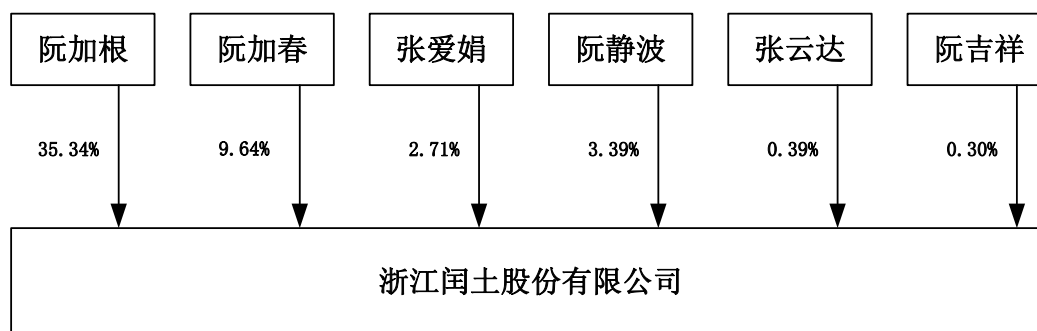 阮加根 阮加春 张爱娟 阮静波 张云达 阮吉祥
35.34% 9.64% 2.71% 3.39% 0.39% 0.30%
浙江闰土股份有限公司